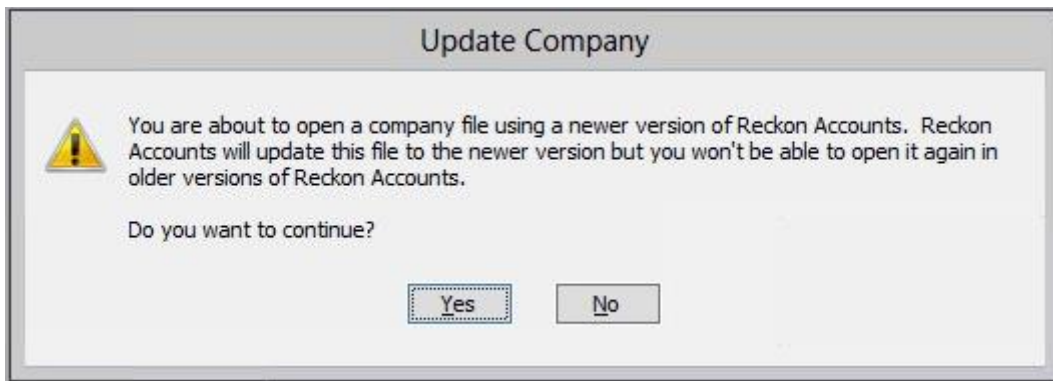 Update Company
You are about to open a company file using a newer version of Reckon Accounts.  Reckon
Accounts will update this file to the newer version but you won't be able to open it again in
older versions of Reckon Accounts.
Do you want to continue?
Yes No